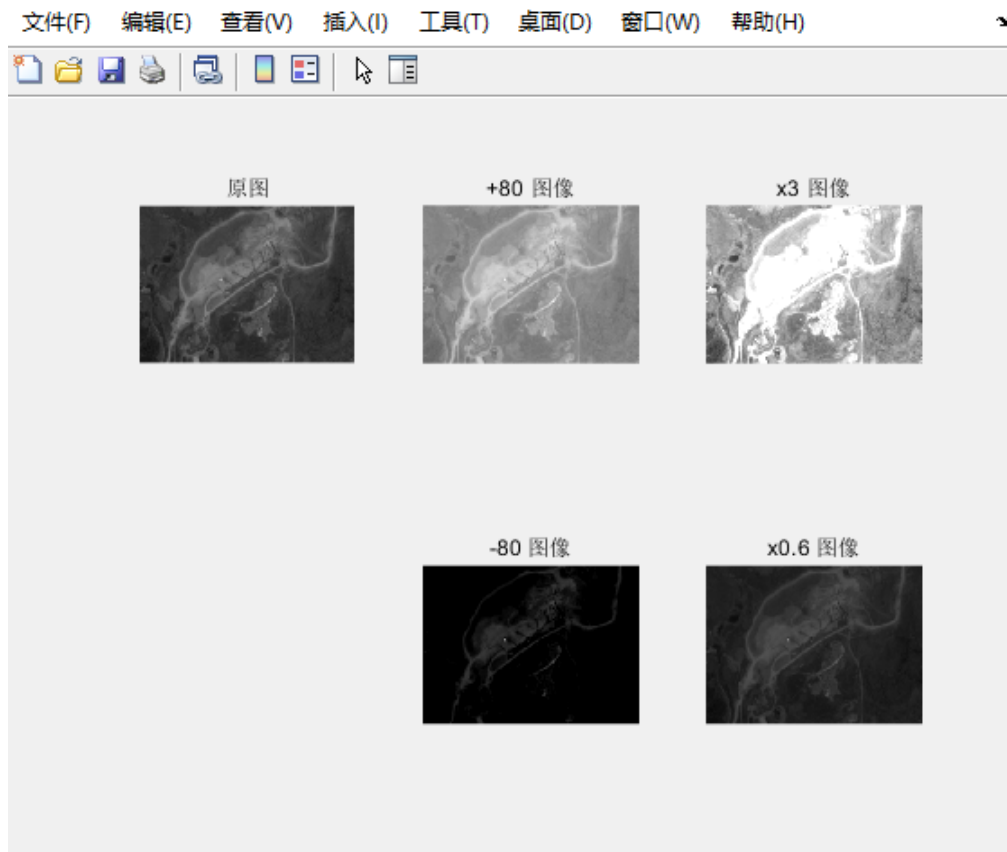 文件(F) 编辑(E) 查看(V) 插入(I) 工具(T) 桌面(D) 窗口(W) 帮助(H)
原图 +80 图像 x3 图像
-80 图像 x0.6 图像